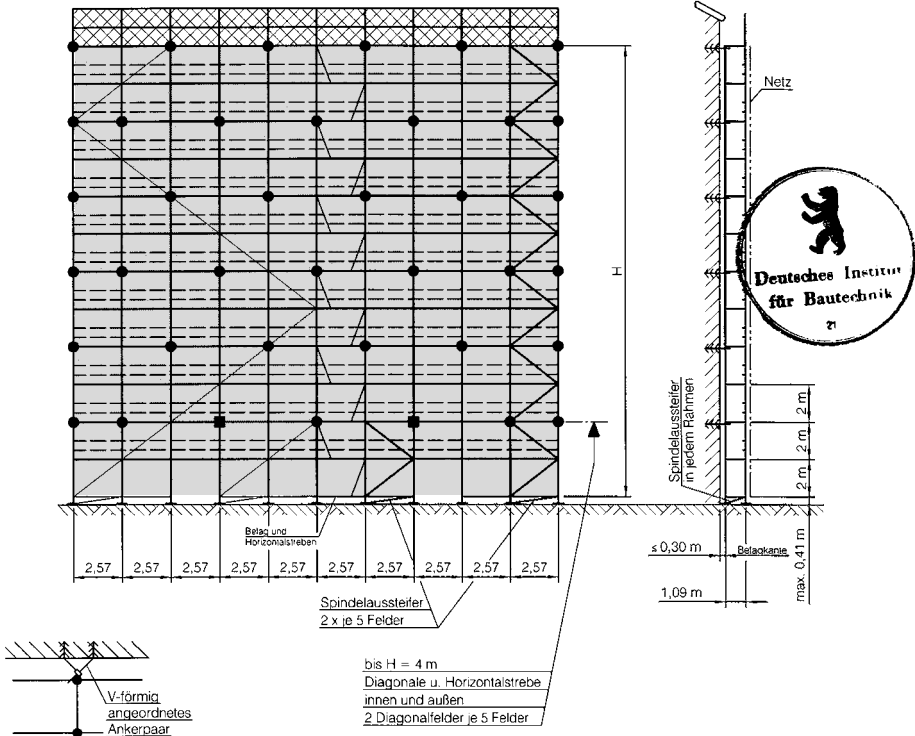 Netz
H
Deutsches Institut
für Bautechnik
21
Spindelaussteifer
in jedem Rahmen
2 m
2 m
2 m
Belag und
Horizontalstreben
≤ 0,30 m
Belagkante
max. 0,41 m
1,09 m
2,57 2,57 2,57 2,57 2,57 2,57 2,57 2,57 2,57 2,57
Spindelaussteifer
2 x je 5 Felder
bis H = 4 m
Diagonale u. Horizontalstrebe
innen und außen
2 Diagonalfelder je 5 Felder
V-förmig
angeordnetes
Ankerpaar